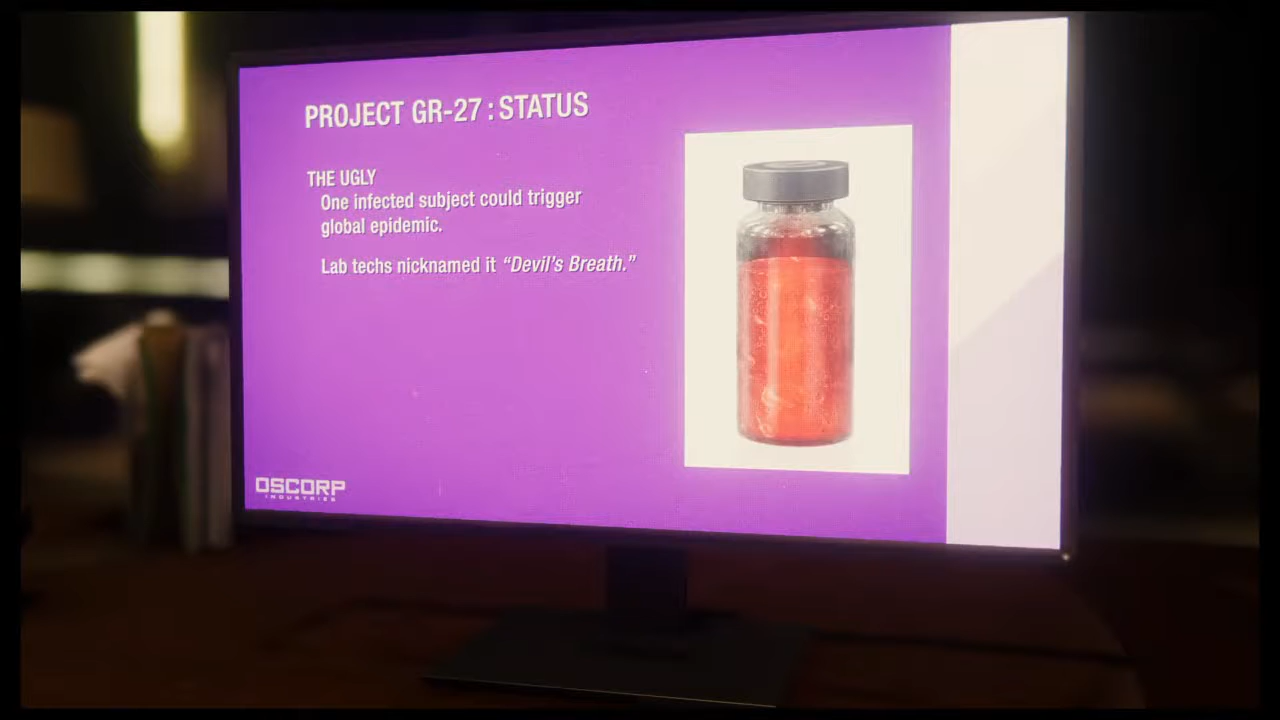 PROJECT GR-27 : STATUS
THE UGLY
One infected subject could trigger
global epidemic.
Lab techs nicknamed it “Devil’s Breath.”
OSCORP
INDUSTRIES